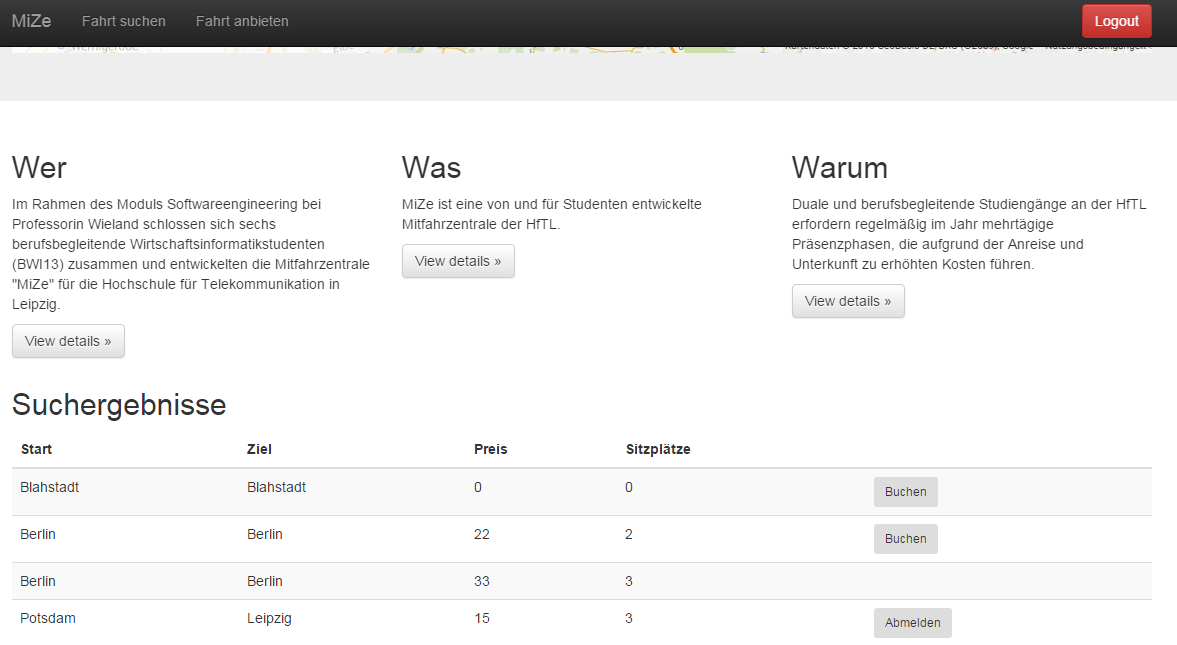 MiZe Fahrt suchen Fahrt anbieten Logout
Wernigerode
Kartendaten © GeoBasis-DE/BKG (©2009), Google Nutzungsbedingungen
Wer
Im Rahmen des Moduls Softwareengineering bei
Professorin Wieland schlossen sich sechs
berufsbegleitende Wirtschaftsinformatikstudenten
(BWI13) zusammen und entwickelten die Mitfahrzentrale
"MiZe" für die Hochschule für Telekommunikation in
Leipzig.
View details »
Was
MiZe ist eine von und für Studenten entwickelte
Mitfahrzentrale der HfTL.
View details »
Warum
Duale und berufsbegleitende Studiengänge an der HfTL
erfordern regelmäßig im Jahr mehrtägige
Präsenzphasen, die aufgrund der Anreise und
Unterkunft zu erhöhten Kosten führen.
View details »
Suchergebnisse
Start Ziel Preis Sitzplätze
Blahstadt Blahstadt 0 0 Buchen
Berlin Berlin 22 2 Buchen
Berlin Berlin 33 3
Potsdam Leipzig 15 3 Abmelden